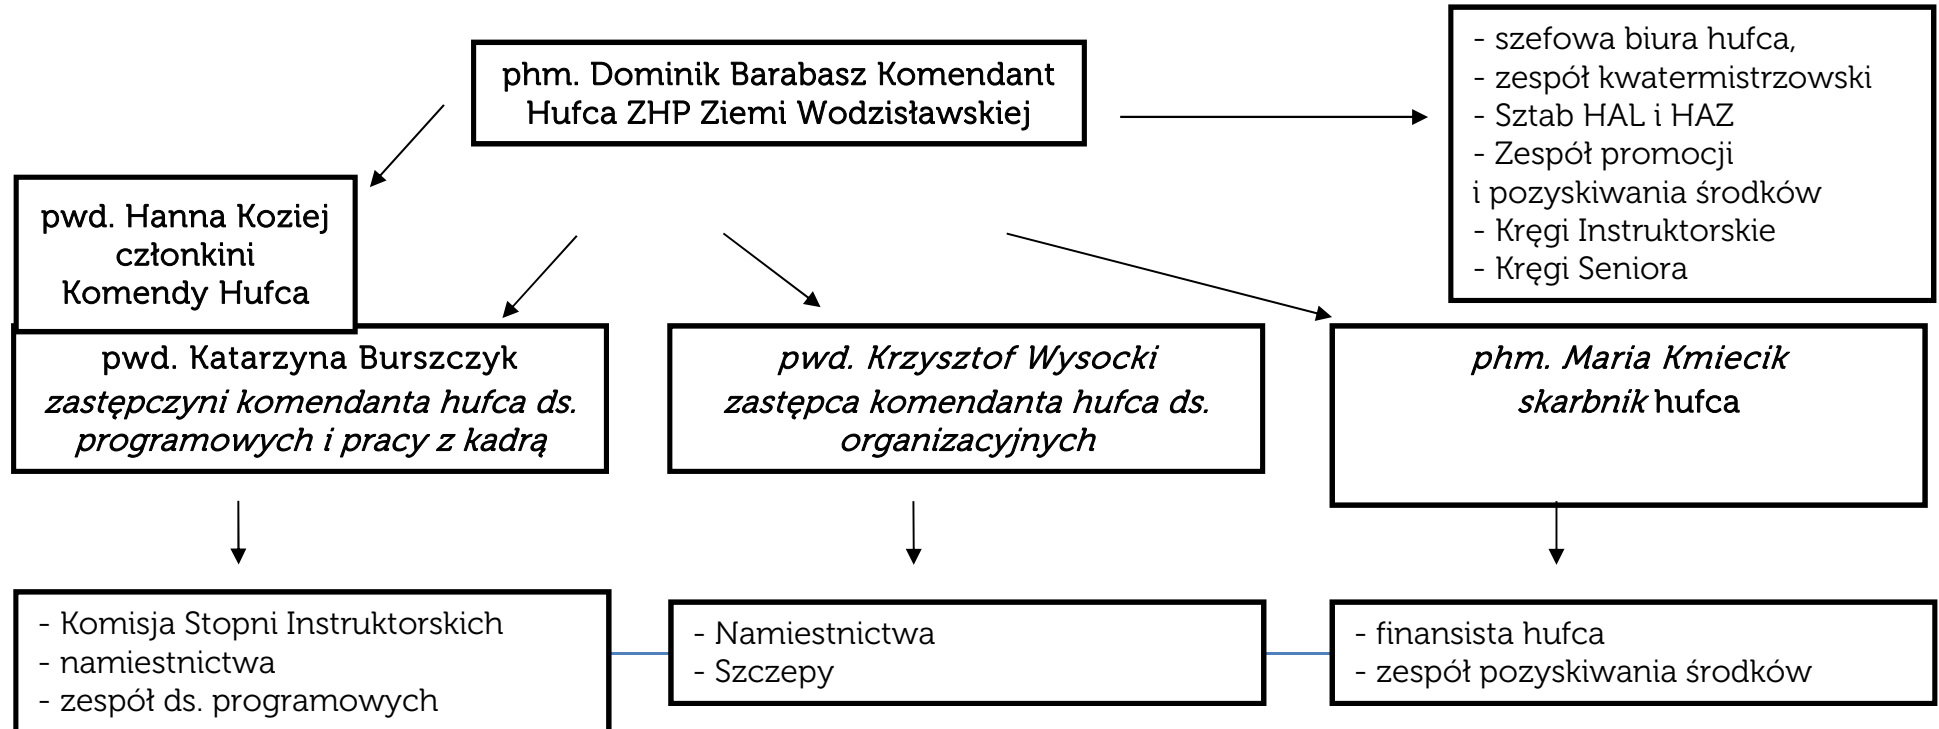 phm. Dominik Barabasz Komendant
Hufca ZHP Ziemi Wodzisławskiej
- szefowa biura hufca,
- zespół kwatermistrzowski
- Sztab HAL i HAZ
- Zespół promocji
i pozyskiwania środków
- Kręgi Instruktorskie
- Kręgi Seniora
pwd. Hanna Koziej
członkini
Komendy Hufca
pwd. Katarzyna Burszczyk
zastępczyni komendanta hufca ds.
programowych i pracy z kadrą
pwd. Krzysztof Wysocki
zastępca komendanta hufca ds.
organizacyjnych
phm. Maria Kmiecik
skarbnik hufca
- Komisja Stopni Instruktorskich
- namiestnictwa
- zespół ds. programowych
- Namiestnictwa
- Szczepy
- finansista hufca
- zespół pozyskiwania środków